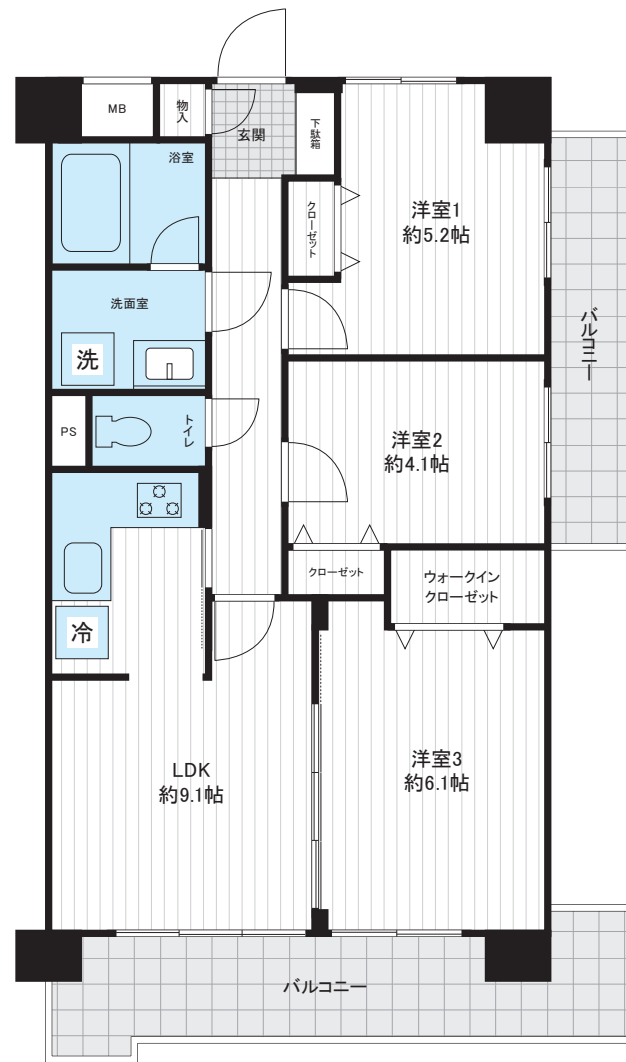 MB
物入
玄関
下駄箱
浴室
クローゼット
洋室1
約5.2帖
洗面室
洗
バルコニー
PS
トイレ
洋室2
約4.1帖
クローゼット
ウォークイン
クローゼット
冷
LDK
約9.1帖
洋室3
約6.1帖
バルコニー